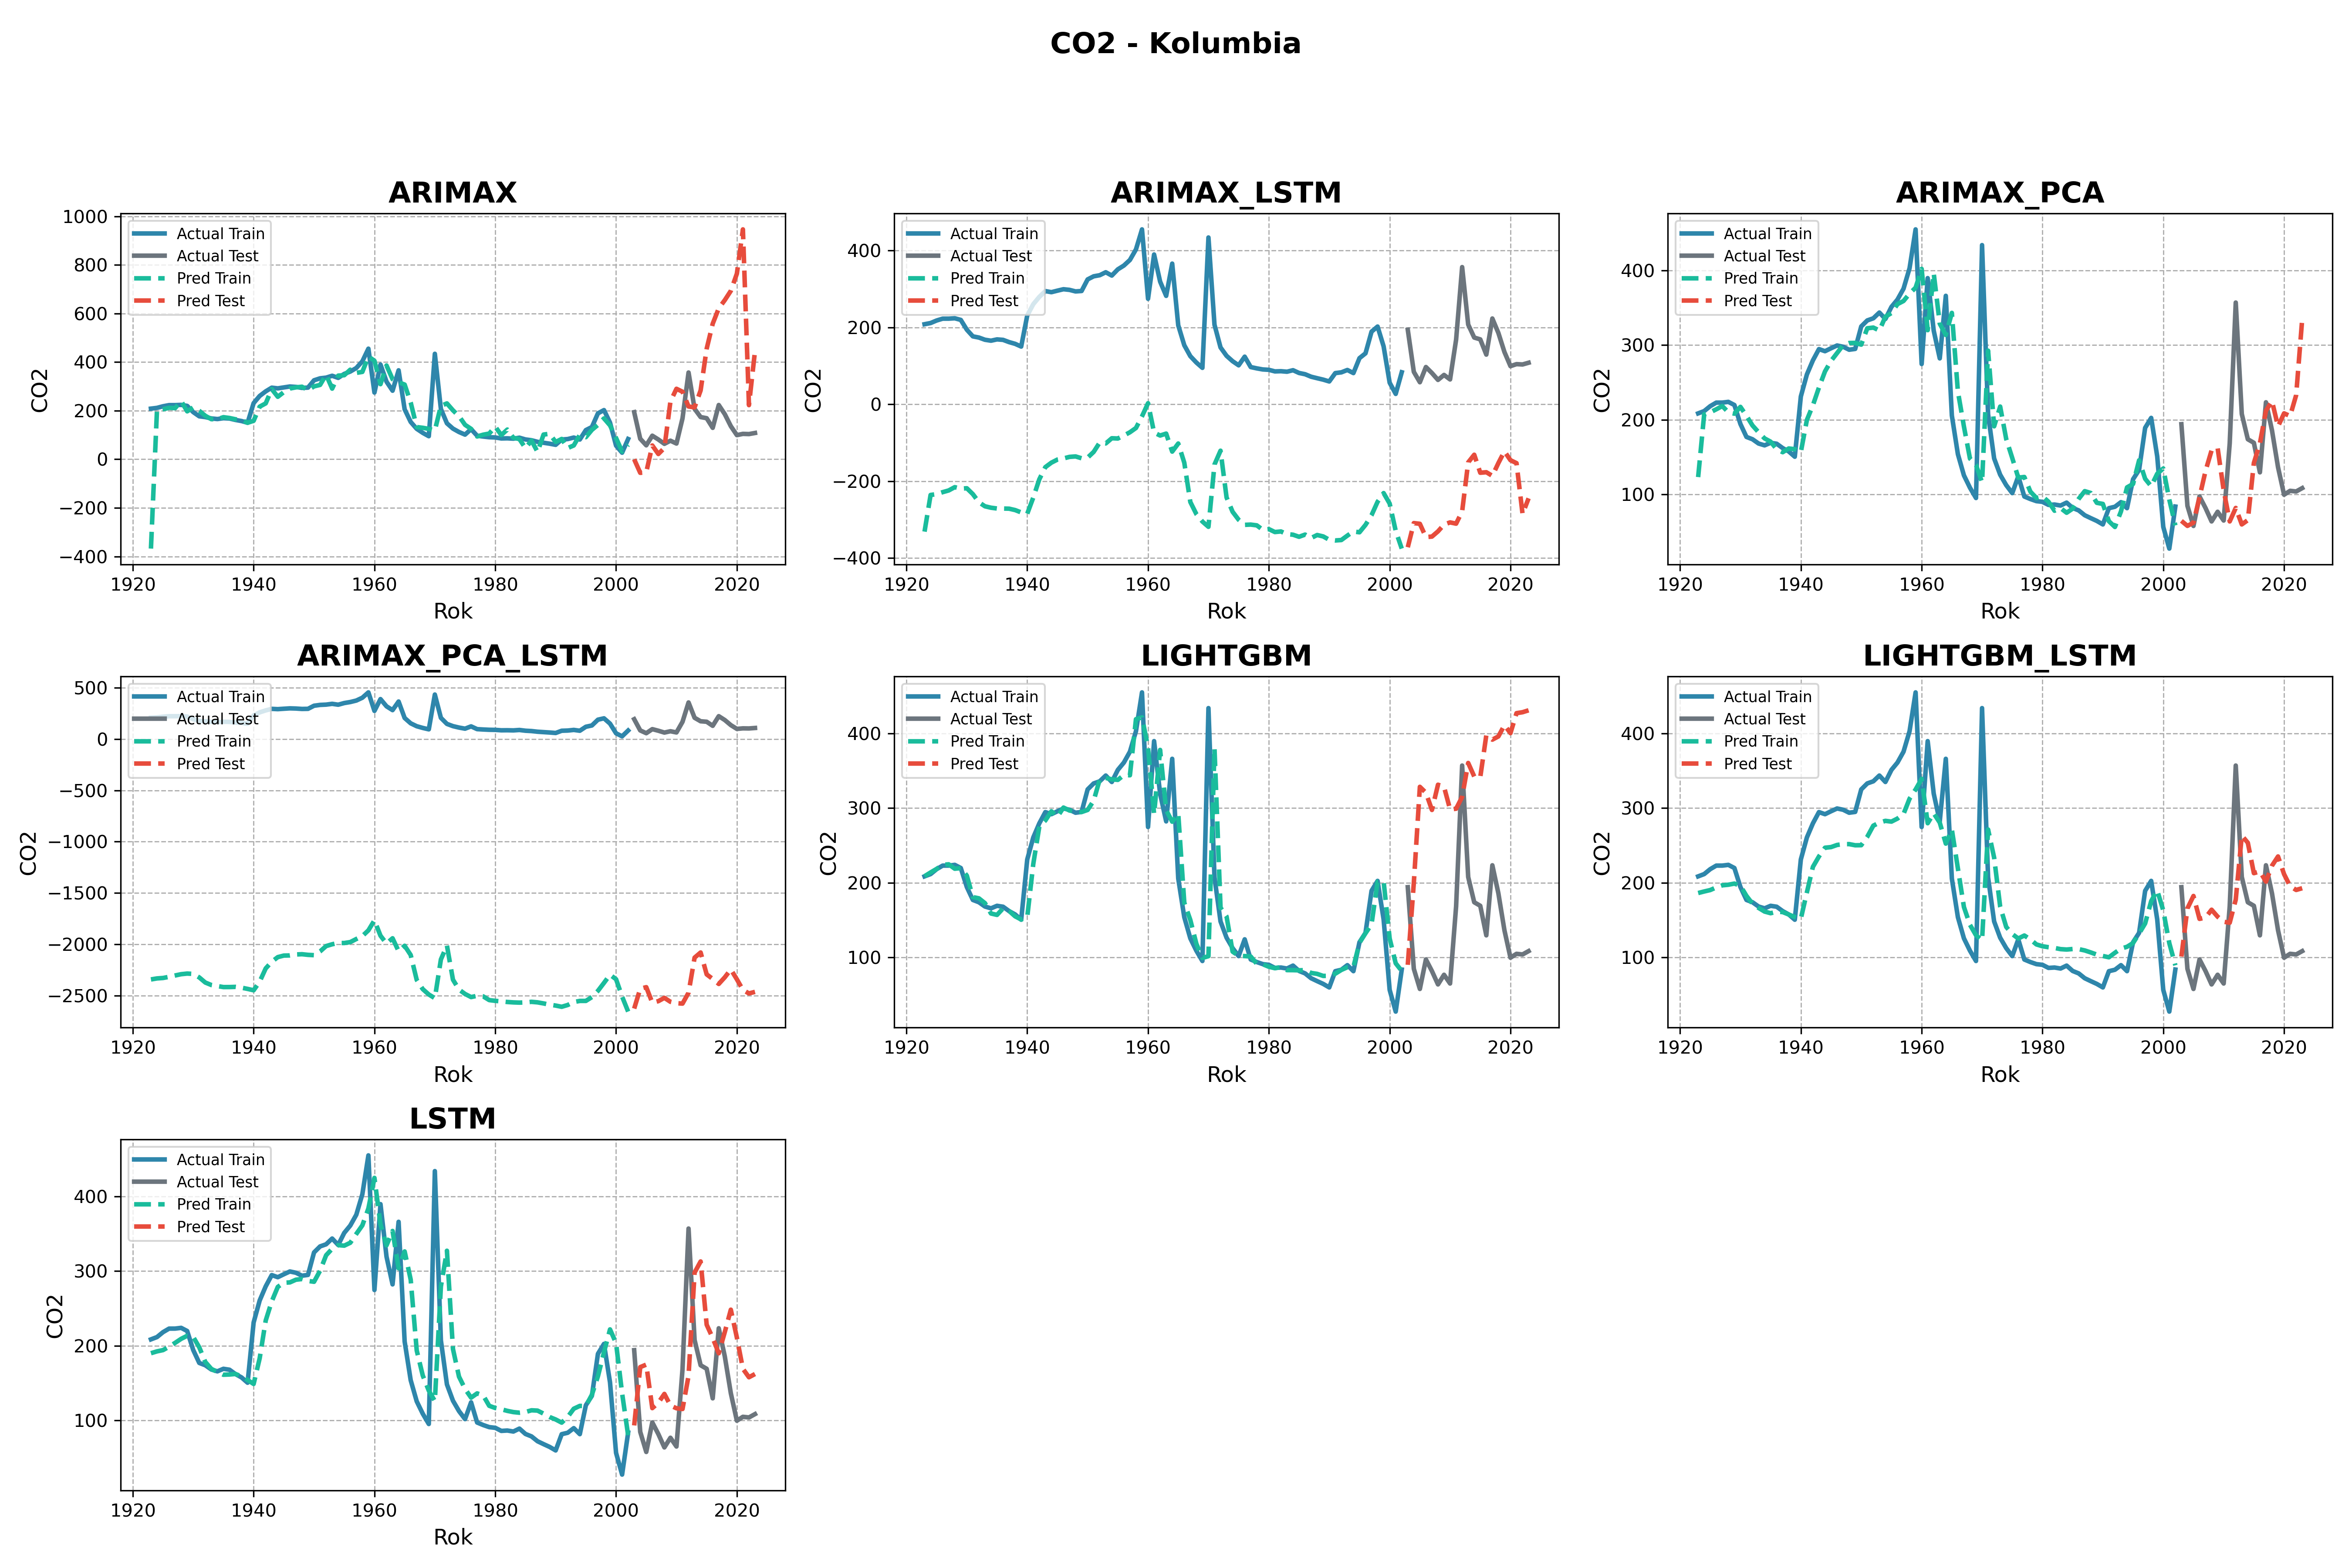 CO2 - Kolumbia
ARIMAX
1000
800
600
400
200
0
−200
−400
CO2
Actual Train
Actual Test
Pred Train
Pred Test
1920 1940 1960 1980 2000 2020
Rok
ARIMAX_LSTM
400
200
0
−200
−400
CO2
Actual Train
Actual Test
Pred Train
Pred Test
1920 1940 1960 1980 2000 2020
Rok
ARIMAX_PCA
400
300
200
100
CO2
Actual Train
Actual Test
Pred Train
Pred Test
1920 1940 1960 1980 2000 2020
Rok
ARIMAX_PCA_LSTM
500
0
−500
−1000
−1500
−2000
−2500
CO2
Actual Train
Actual Test
Pred Train
Pred Test
1920 1940 1960 1980 2000 2020
Rok
LIGHTGBM
400
300
200
100
CO2
Actual Train
Actual Test
Pred Train
Pred Test
1920 1940 1960 1980 2000 2020
Rok
LIGHTGBM_LSTM
400
300
200
100
CO2
Actual Train
Actual Test
Pred Train
Pred Test
1920 1940 1960 1980 2000 2020
Rok
LSTM
400
300
200
100
CO2
Actual Train
Actual Test
Pred Train
Pred Test
1920 1940 1960 1980 2000 2020
Rok